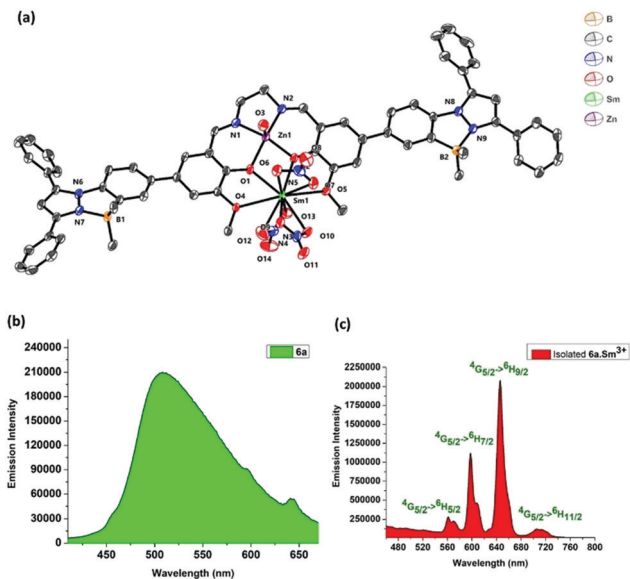 (a)
B
C
N
O
Sm
Zn
N2
O3
N1
Zn1
N8
N9
B2
N6
N7
B1
O1
O6
N5
O4
O5
Sm1
O13
O12
N3
N4
O10
O14
O11
(b)
6a
Emission Intensity
240000
210000
180000
150000
120000
90000
60000
30000
0
450 500 550 600 650
Wavelength (nm)
(c)
Isolated 6a.Sm³⁺
⁴G₅/₂->⁶H₉/₂
⁴G₅/₂->⁶H₇/₂
⁴G₅/₂->⁶H₅/₂
⁴G₅/₂->⁶H₁₁/₂
Emission Intensity
2250000
2000000
1750000
1500000
1250000
1000000
750000
500000
250000
0
480 520 560 600 640 680 720 760 800
Wavelength (nm)